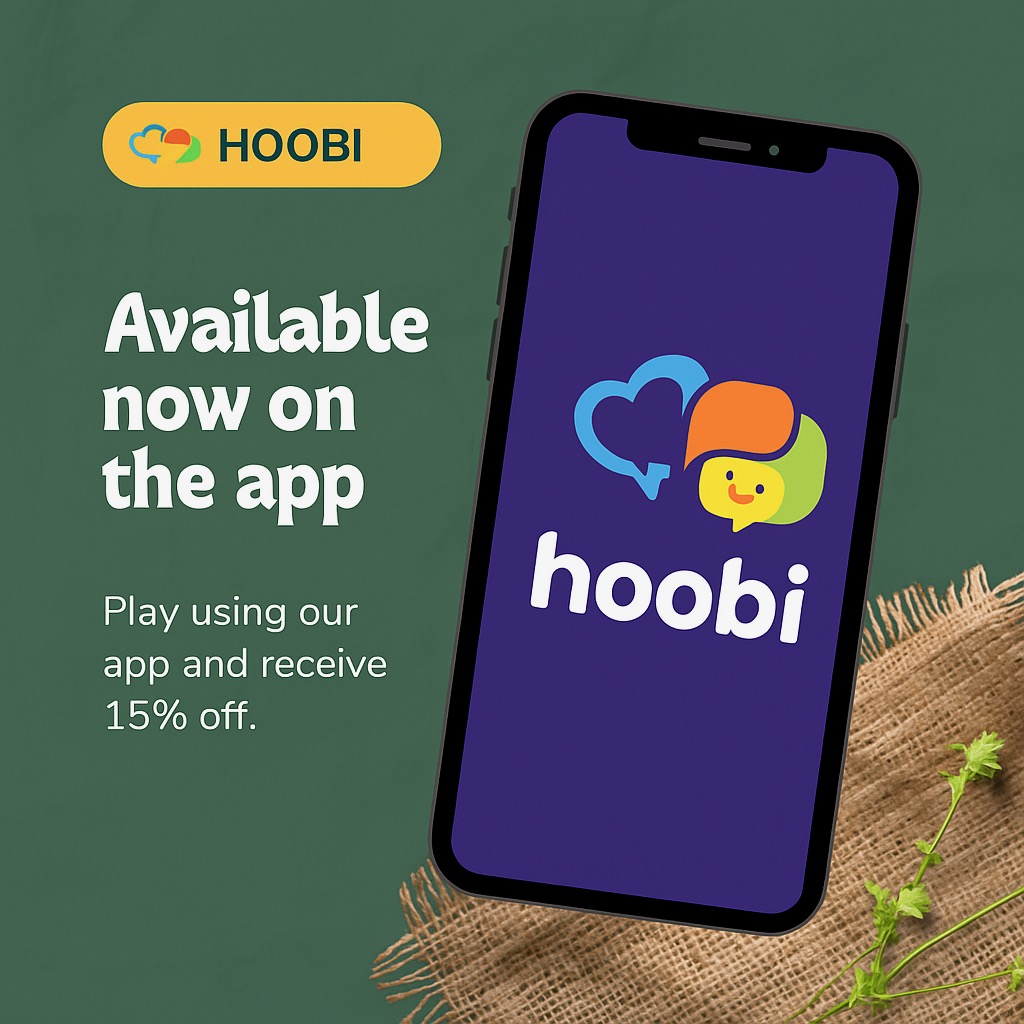 HOOBI
Available
now on
the app
Play using our
app and receive
15% off.
hoobi